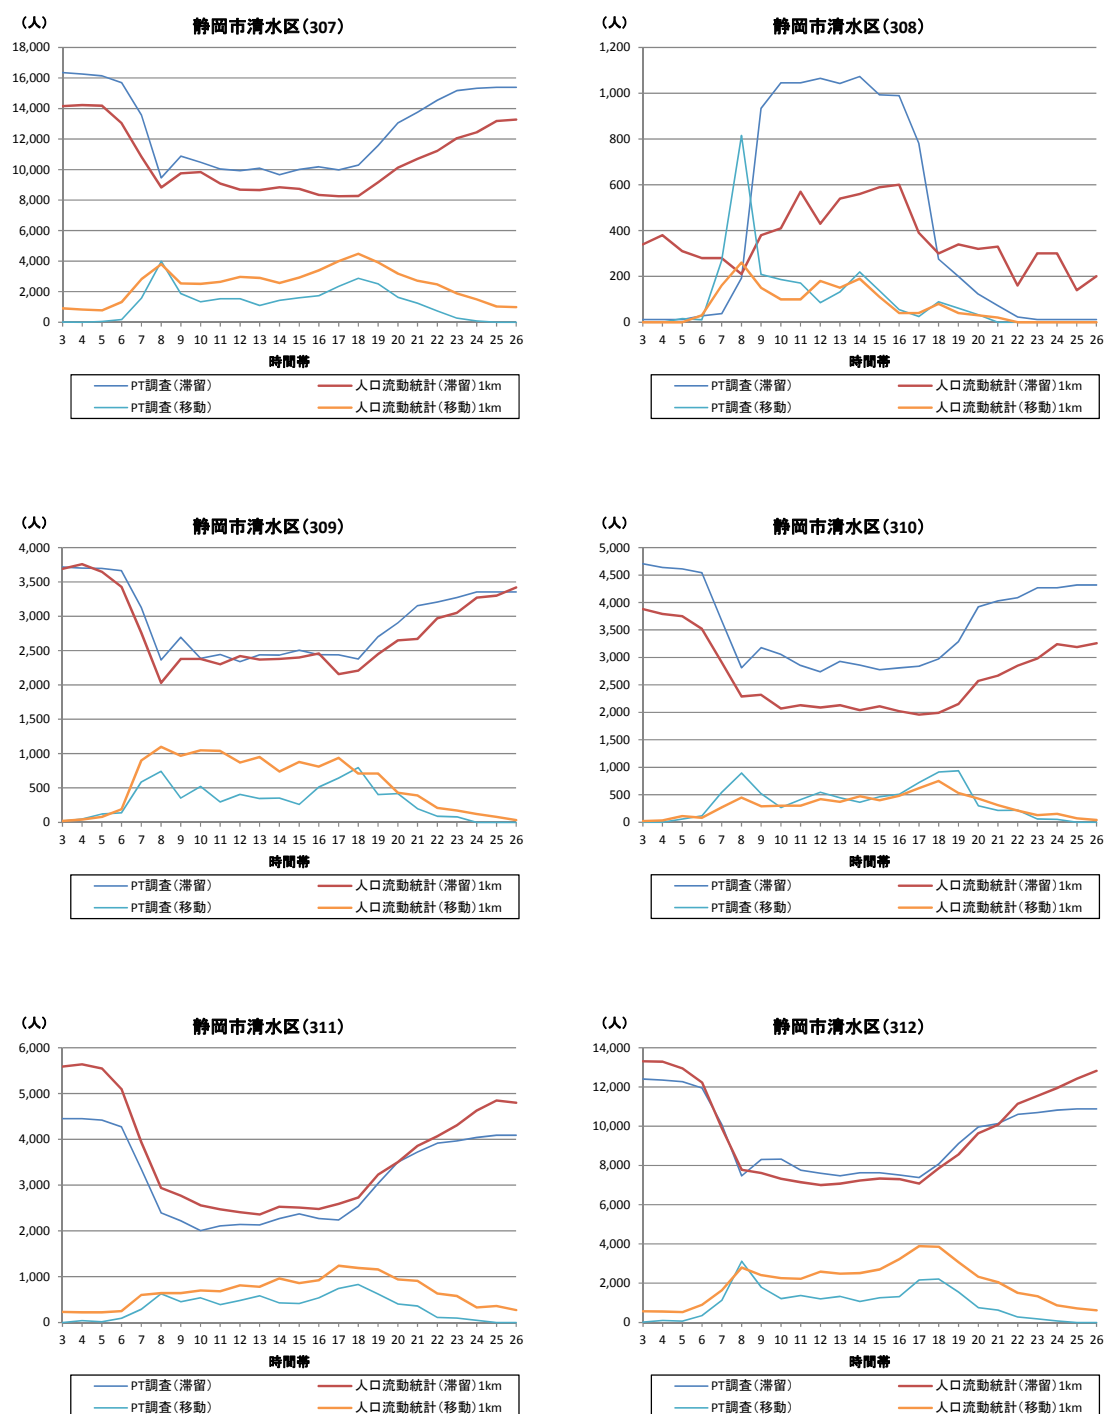 (人)
静岡市清水区(307)
18,000
16,000
14,000
12,000
10,000
8,000
6,000
4,000
2,000
0
3 4 5 6 7 8 9 10 11 12 13 14 15 16 17 18 19 20 21 22 23 24 25 26
時間帯
PT調査(滞留) 人口流動統計(滞留)1km
PT調査(移動) 人口流動統計(移動)1km
(人)
静岡市清水区(308)
1,200
1,000
800
600
400
200
0
3 4 5 6 7 8 9 10 11 12 13 14 15 16 17 18 19 20 21 22 23 24 25 26
時間帯
PT調査(滞留) 人口流動統計(滞留)1km
PT調査(移動) 人口流動統計(移動)1km
(人)
静岡市清水区(309)
4,000
3,500
3,000
2,500
2,000
1,500
1,000
500
0
3 4 5 6 7 8 9 10 11 12 13 14 15 16 17 18 19 20 21 22 23 24 25 26
時間帯
PT調査(滞留) 人口流動統計(滞留)1km
PT調査(移動) 人口流動統計(移動)1km
(人)
静岡市清水区(310)
5,000
4,500
4,000
3,500
3,000
2,500
2,000
1,500
1,000
500
0
3 4 5 6 7 8 9 10 11 12 13 14 15 16 17 18 19 20 21 22 23 24 25 26
時間帯
PT調査(滞留) 人口流動統計(滞留)1km
PT調査(移動) 人口流動統計(移動)1km
(人)
静岡市清水区(311)
6,000
5,000
4,000
3,000
2,000
1,000
0
3 4 5 6 7 8 9 10 11 12 13 14 15 16 17 18 19 20 21 22 23 24 25 26
時間帯
PT調査(滞留) 人口流動統計(滞留)1km
PT調査(移動) 人口流動統計(移動)1km
(人)
静岡市清水区(312)
14,000
12,000
10,000
8,000
6,000
4,000
2,000
0
3 4 5 6 7 8 9 10 11 12 13 14 15 16 17 18 19 20 21 22 23 24 25 26
時間帯
PT調査(滞留) 人口流動統計(滞留)1km
PT調査(移動) 人口流動統計(移動)1km